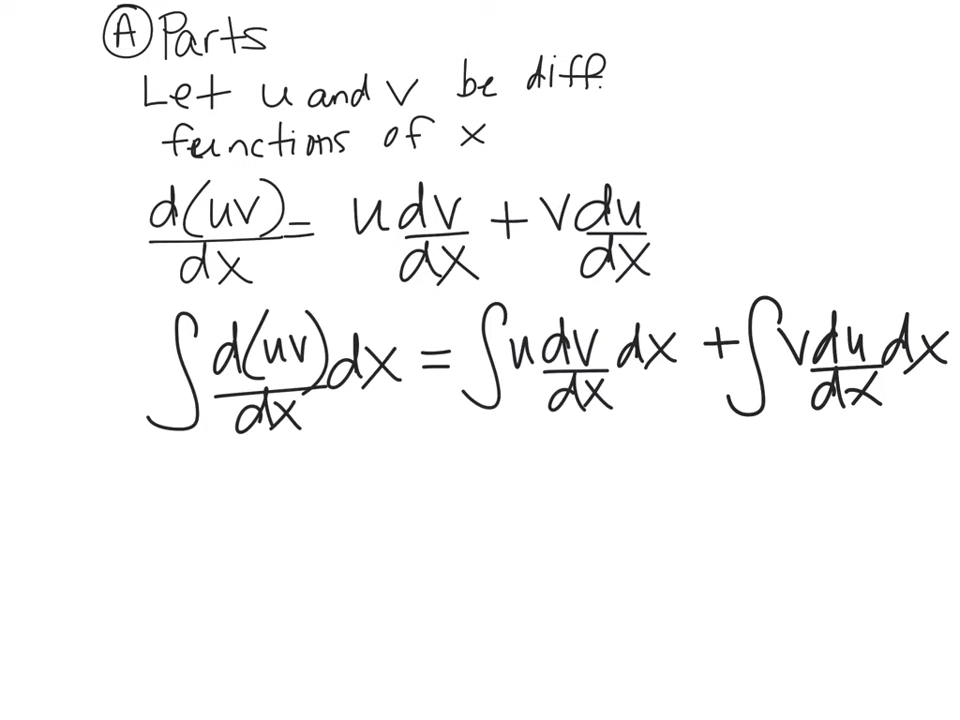 Ⓐ Parts
Let u and v be diff.
functions of x
d(uv)/dx = u dv/dx + v du/dx
∫ d(uv)/dx dx = ∫ u dv/dx dx + ∫ v du/dx dx